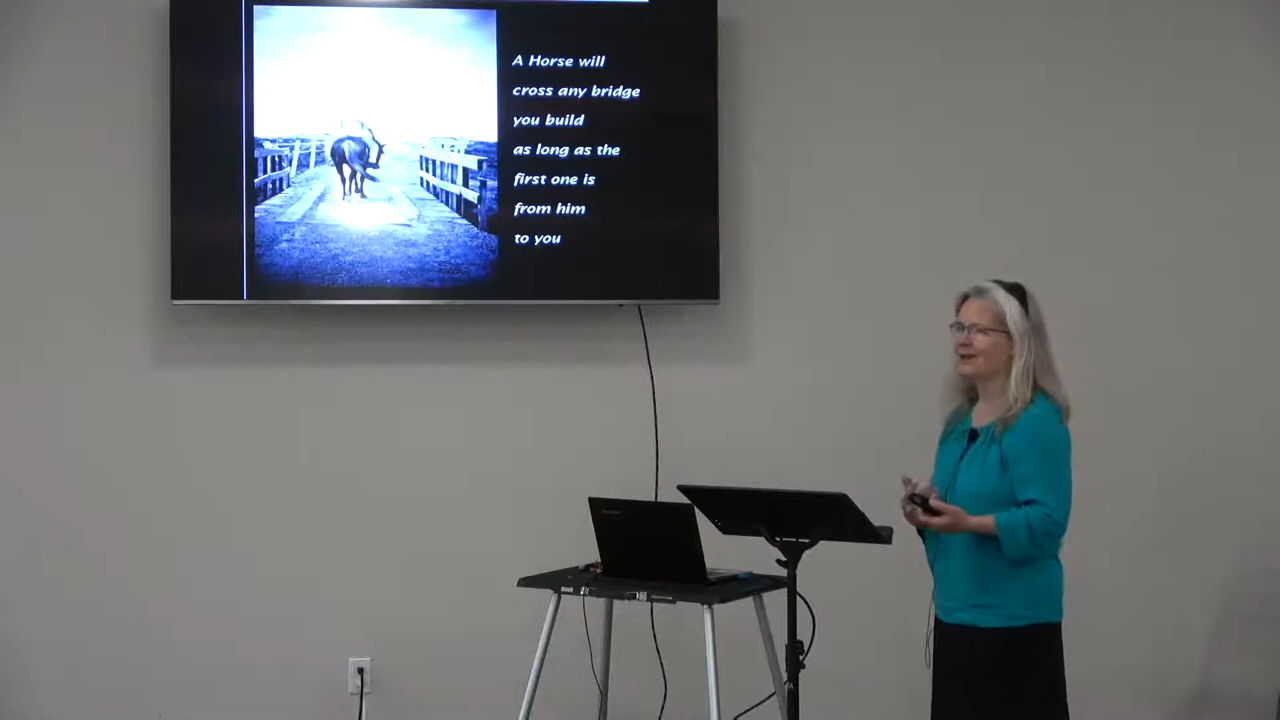 A Horse will
cross any bridge
you build
as long as the
first one is
from him
to you